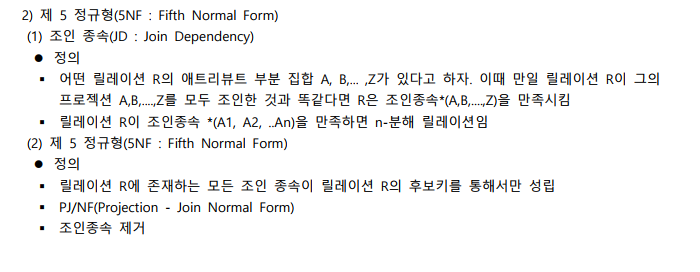 2) 제 5 정규형(5NF : Fifth Normal Form)
(1) 조인 종속(JD : Join Dependency)
● 정의
▪ 어떤 릴레이션 R의 애트리뷰트 부분 집합 A, B,... ,Z가 있다고 하자. 이때 만일 릴레이션 R이 그의
프로젝션 A,B,....,Z를 모두 조인한 것과 똑같다면 R은 조인종속*(A,B,....,Z)을 만족시킴
▪ 릴레이션 R이 조인종속 *(A1, A2, ..An)을 만족하면 n-분해 릴레이션임
(2) 제 5 정규형(5NF : Fifth Normal Form)
● 정의
▪ 릴레이션 R에 존재하는 모든 조인 종속이 릴레이션 R의 후보키를 통해서만 성립
▪ PJ/NF(Projection - Join Normal Form)
▪ 조인종속 제거